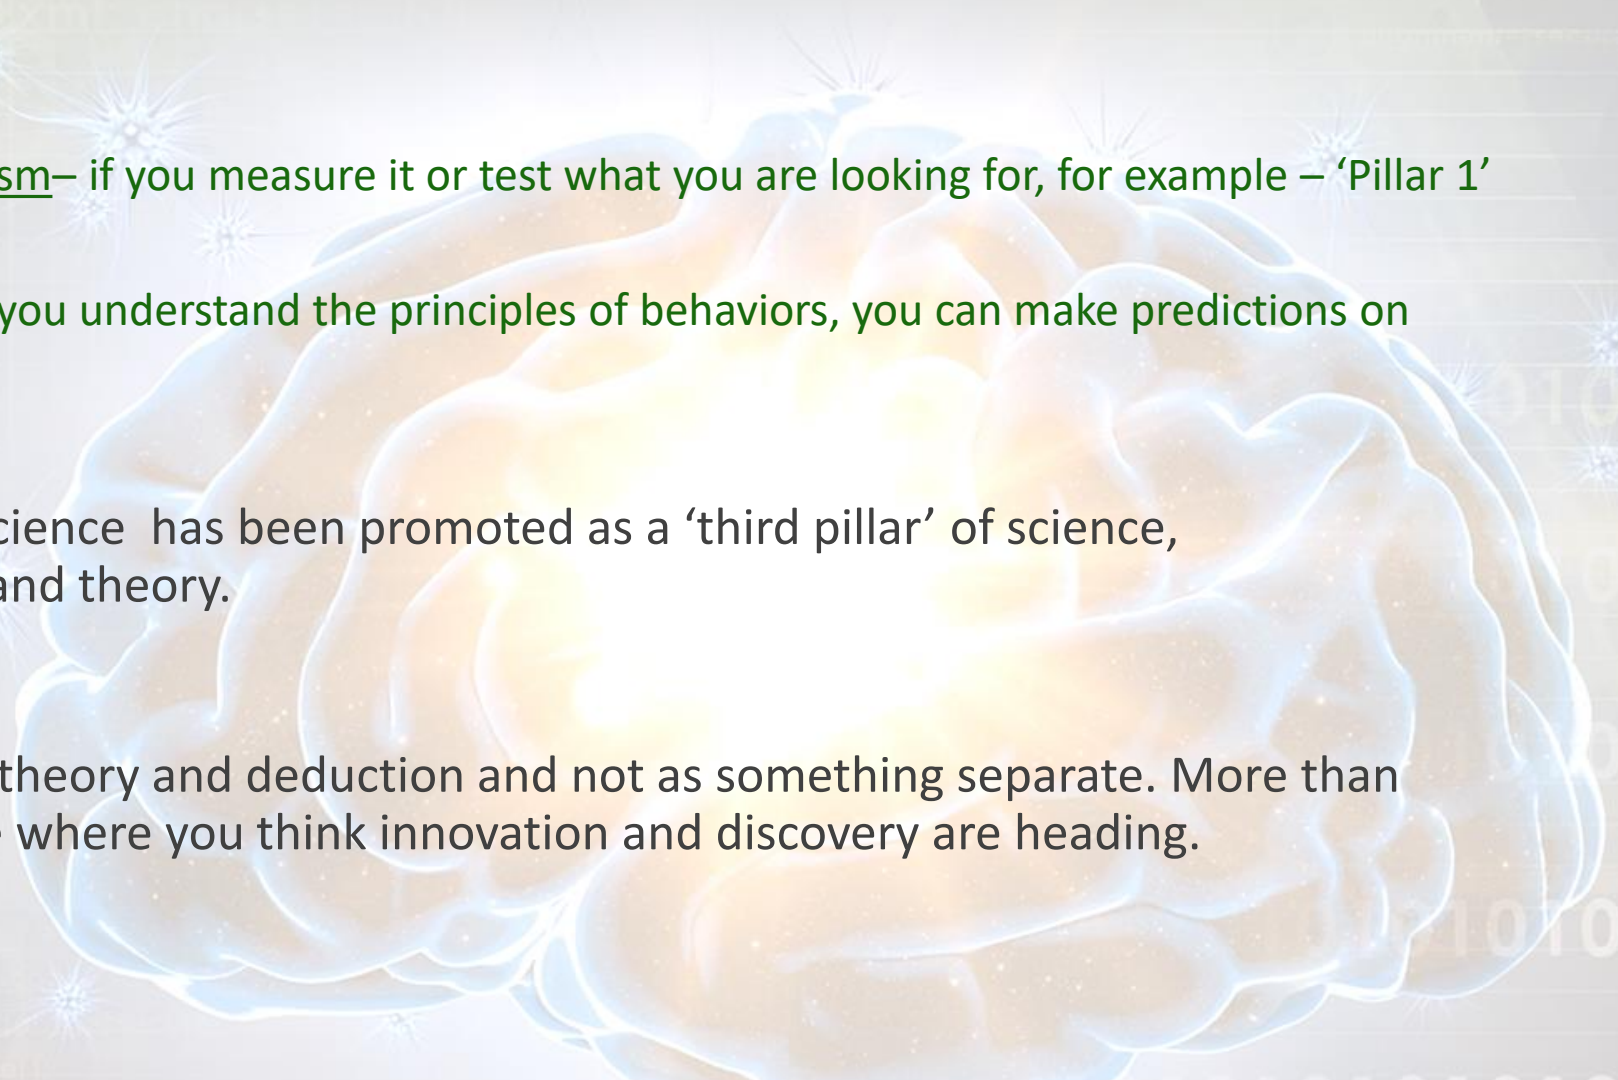 sm– if you measure it or test what you are looking for, for example – ‘Pillar 1’
you understand the principles of behaviors, you can make predictions on
cience  has been promoted as a ‘third pillar’ of science,
and theory.
theory and deduction and not as something separate. More than
where you think innovation and discovery are heading.